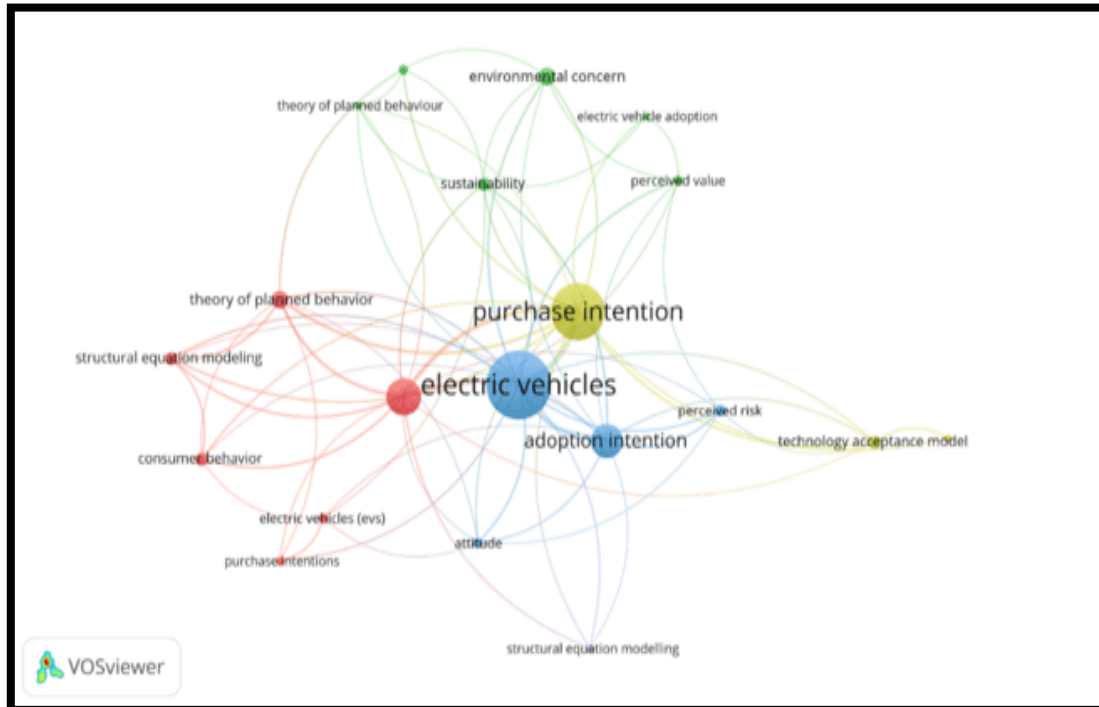 environmental concern
theory of planned behaviour
electric vehicle adoption
sustainability
perceived value
theory of planned behavior
purchase intention
structural equation modeling
electric vehicles
perceived risk
adoption intention
technology acceptance model
consumer behavior
electric vehicles (evs)
attitude
purchase intentions
structural equation modelling
VOSviewer